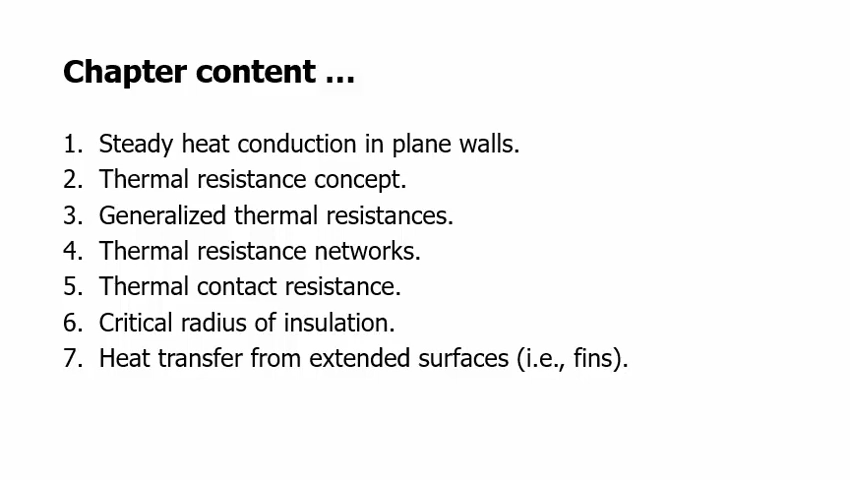 Chapter content ...
1. Steady heat conduction in plane walls.
2. Thermal resistance concept.
3. Generalized thermal resistances.
4. Thermal resistance networks.
5. Thermal contact resistance.
6. Critical radius of insulation.
7. Heat transfer from extended surfaces (i.e., fins).